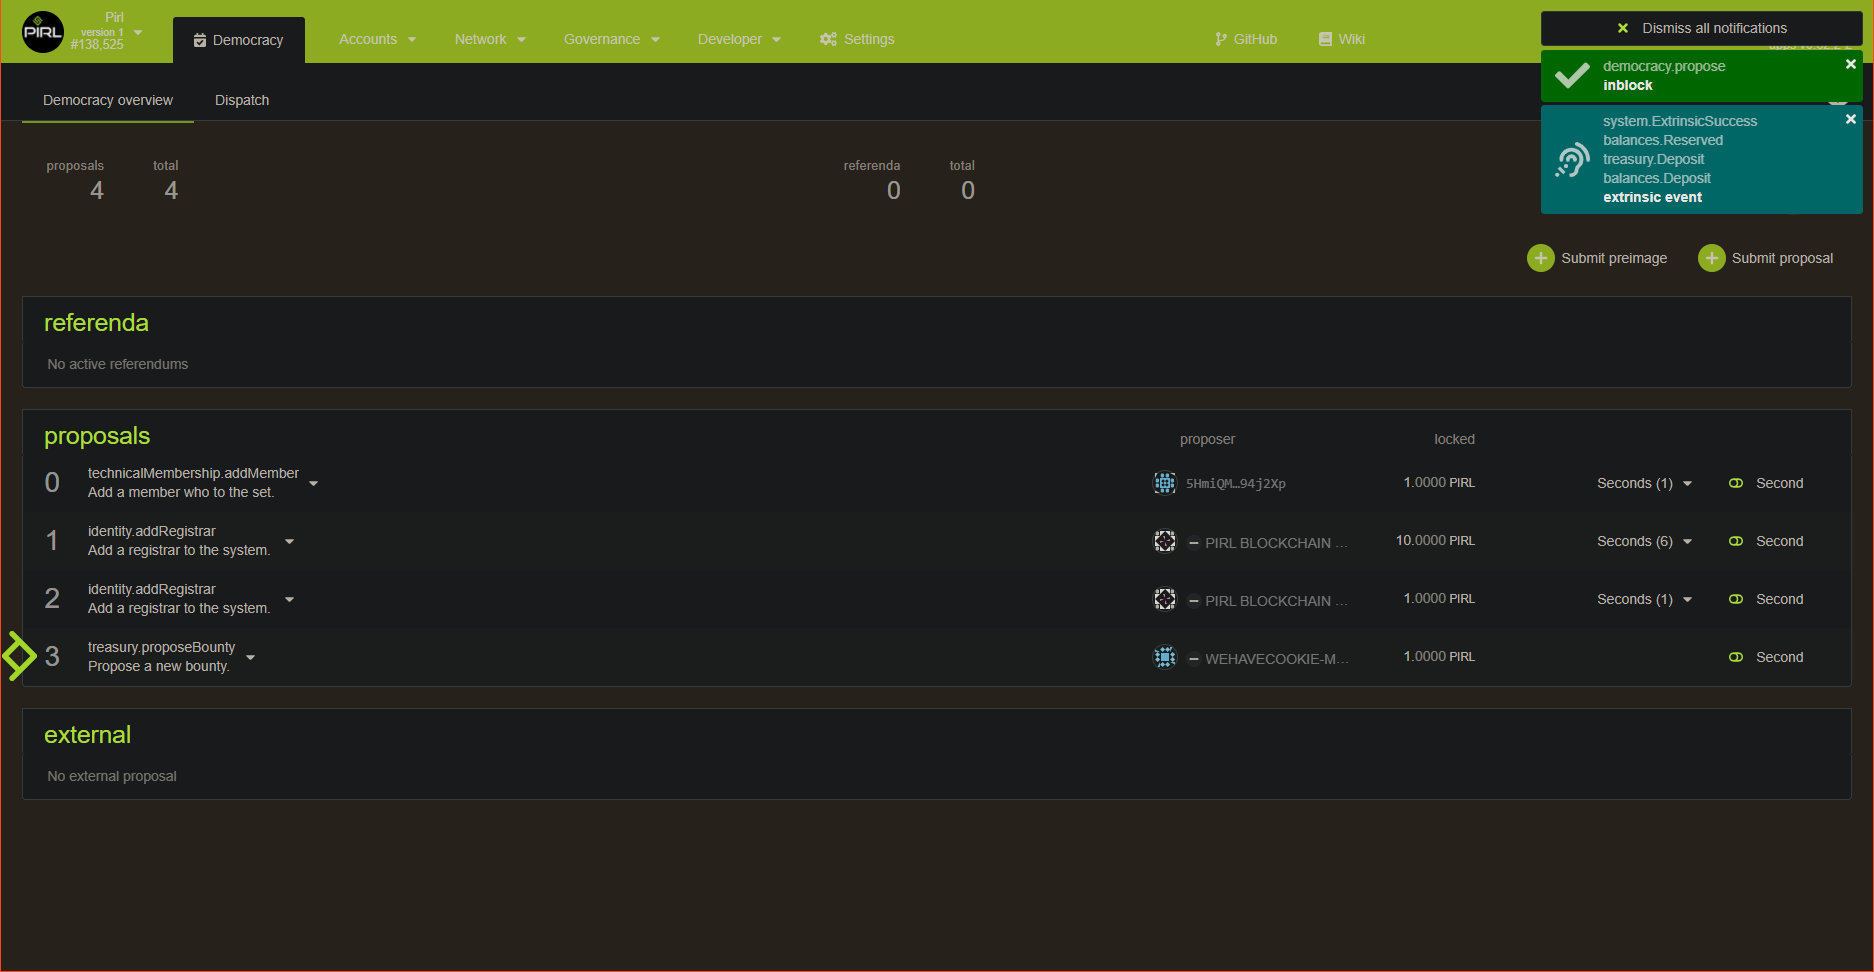 PIRL
Pirl
version 1
#138,525
Democracy
Accounts
Network
Governance
Developer
Settings
GitHub
Wiki
Dismiss all notifications
democracy.propose
inblock
system.ExtrinsicSuccess
balances.Reserved
treasury.Deposit
balances.Deposit
extrinsic event
Democracy overview
Dispatch
proposals
4
total
4
referenda
0
total
0
Submit preimage
Submit proposal
referenda
No active referendums
proposals
proposer
locked
0
technicalMembership.addMember
Add a member who to the set.
5HmiQM…94j2Xp
1.0000 PIRL
Seconds (1)
Second
1
identity.addRegistrar
Add a registrar to the system.
PIRL BLOCKCHAIN …
10.0000 PIRL
Seconds (6)
Second
2
identity.addRegistrar
Add a registrar to the system.
PIRL BLOCKCHAIN …
1.0000 PIRL
Seconds (1)
Second
3
treasury.proposeBounty
Propose a new bounty.
WEHAVECOOKIE-M…
1.0000 PIRL
Second
external
No external proposal